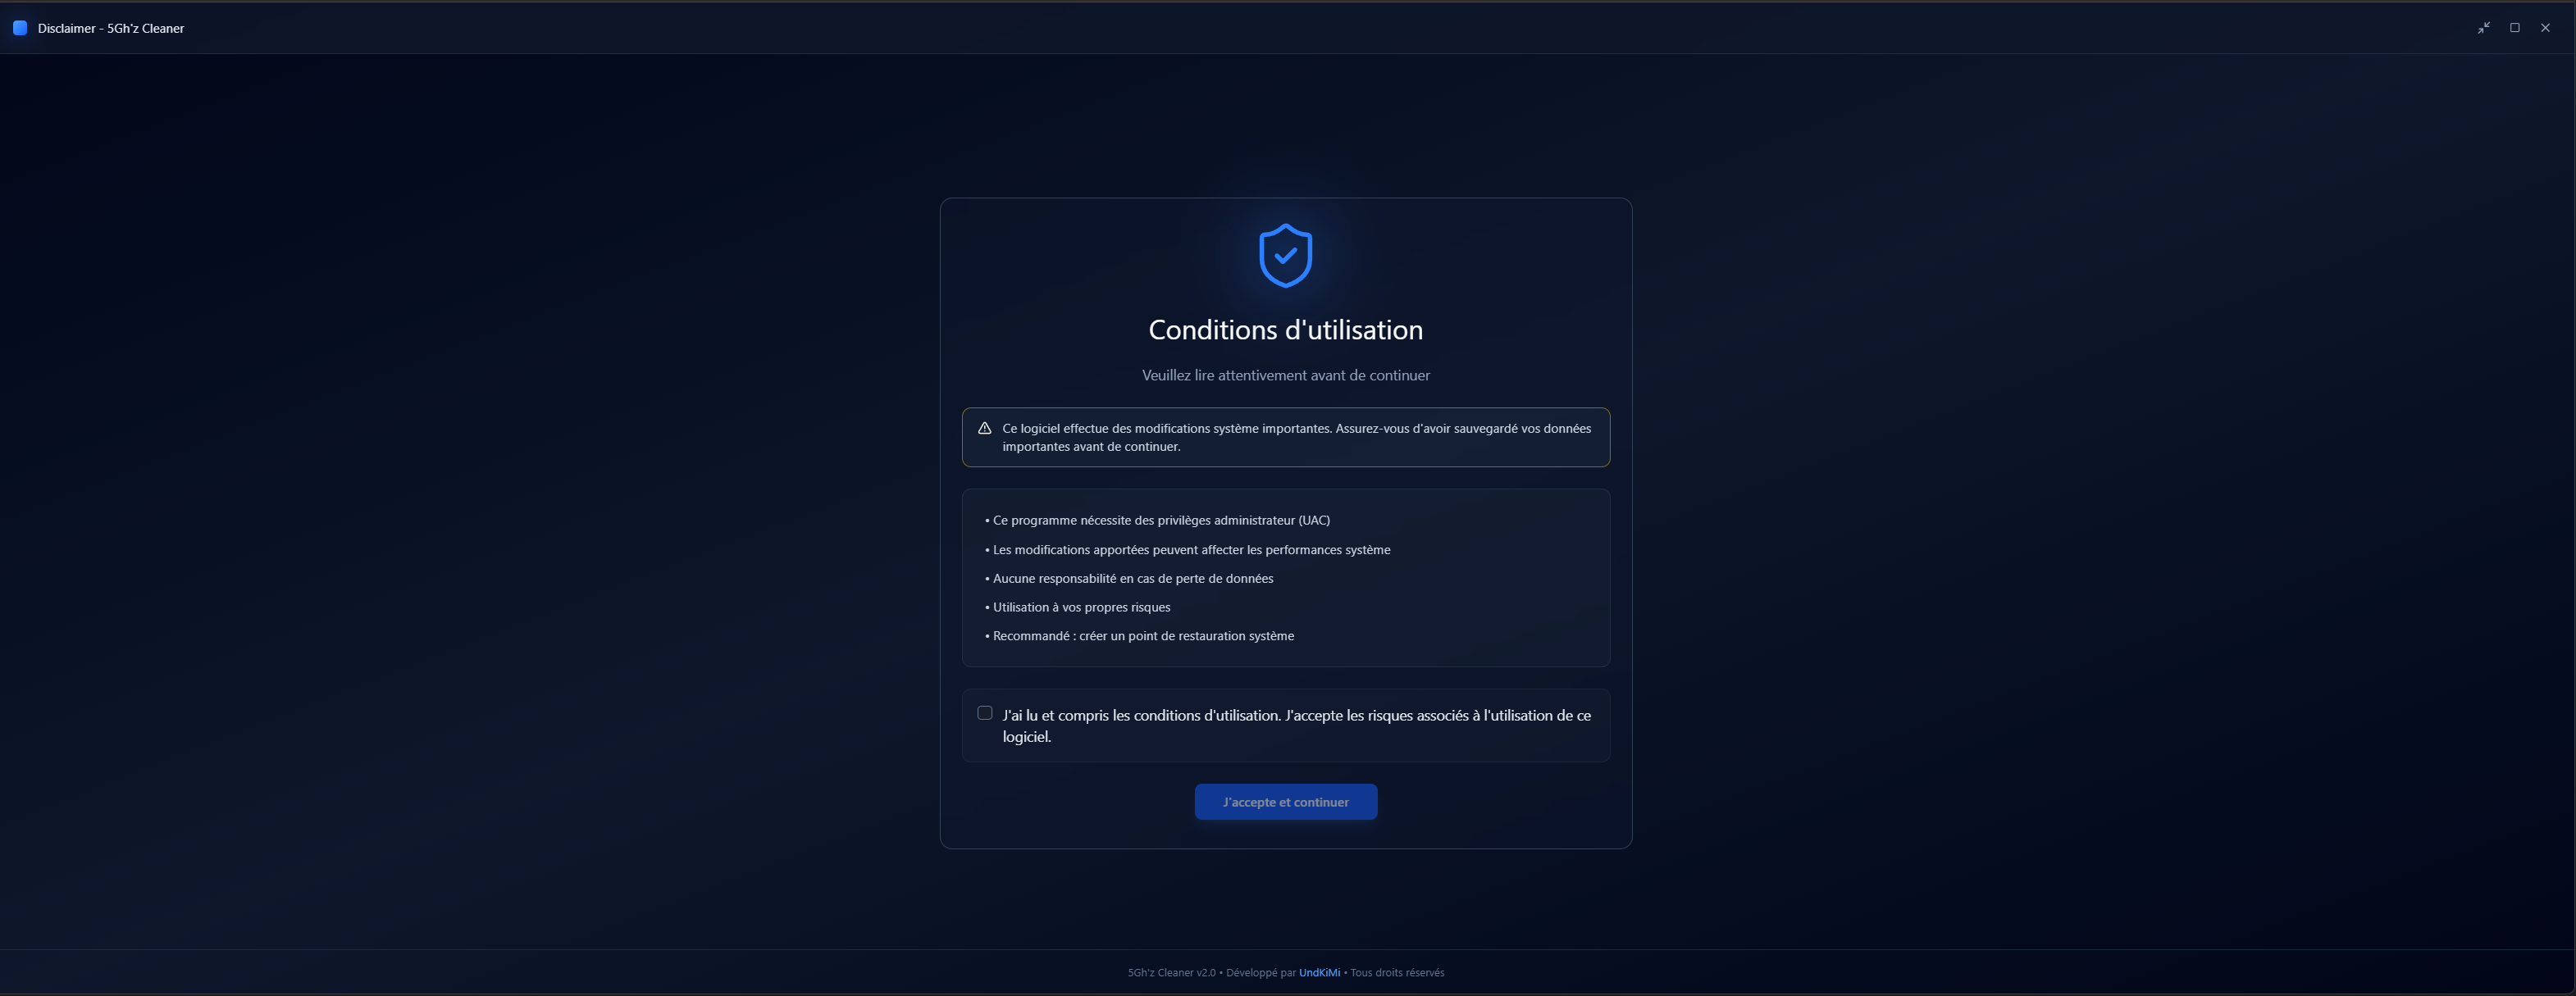 Disclaimer - 5Gh'z Cleaner
Conditions d'utilisation
Veuillez lire attentivement avant de continuer
Ce logiciel effectue des modifications système importantes. Assurez-vous d'avoir sauvegardé vos données
importantes avant de continuer.
• Ce programme nécessite des privilèges administrateur (UAC)
• Les modifications apportées peuvent affecter les performances système
• Aucune responsabilité en cas de perte de données
• Utilisation à vos propres risques
• Recommandé : créer un point de restauration système
J'ai lu et compris les conditions d'utilisation. J'accepte les risques associés à l'utilisation de ce
logiciel.
J'accepte et continuer
5Gh'z Cleaner v2.0 • Développé par UndKiMi • Tous droits réservés